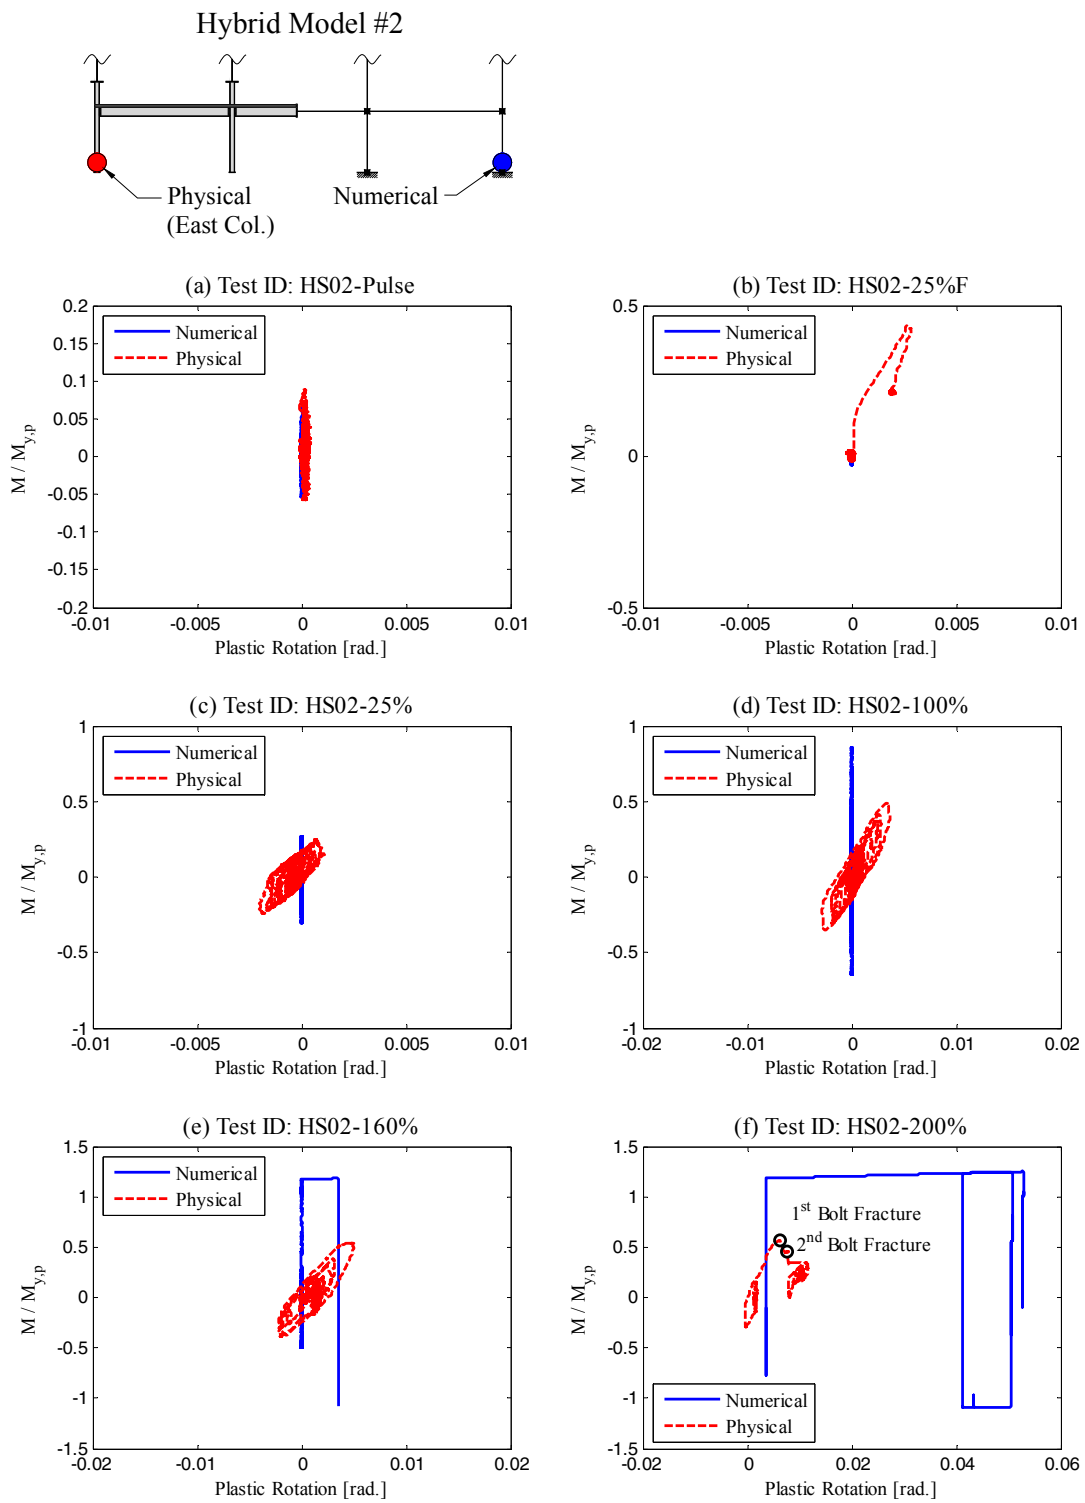 Hybrid Model #2
Physical
(East Col.)
Numerical
(a) Test ID: HS02-Pulse
0.2
0.15
0.1
0.05
0
-0.05
-0.1
-0.15
-0.2
-0.01 -0.005 0 0.005 0.01
M / My,p
Plastic Rotation [rad.]
Numerical
Physical
(b) Test ID: HS02-25%F
0.5
0
-0.5
-0.01 -0.005 0 0.005 0.01
M / My,p
Plastic Rotation [rad.]
Numerical
Physical
(c) Test ID: HS02-25%
1
0.5
0
-0.5
-1
-0.01 -0.005 0 0.005 0.01
M / My,p
Plastic Rotation [rad.]
Numerical
Physical
(d) Test ID: HS02-100%
1
0.5
0
-0.5
-1
-0.02 -0.01 0 0.01 0.02
M / My,p
Plastic Rotation [rad.]
Numerical
Physical
(e) Test ID: HS02-160%
1.5
1
0.5
0
-0.5
-1
-1.5
-0.02 -0.01 0 0.01 0.02
M / My,p
Plastic Rotation [rad.]
Numerical
Physical
(f) Test ID: HS02-200%
1.5
1
0.5
0
-0.5
-1
-1.5
-0.02 0 0.02 0.04 0.06
M / My,p
Plastic Rotation [rad.]
1st Bolt Fracture
2nd Bolt Fracture
Numerical
Physical